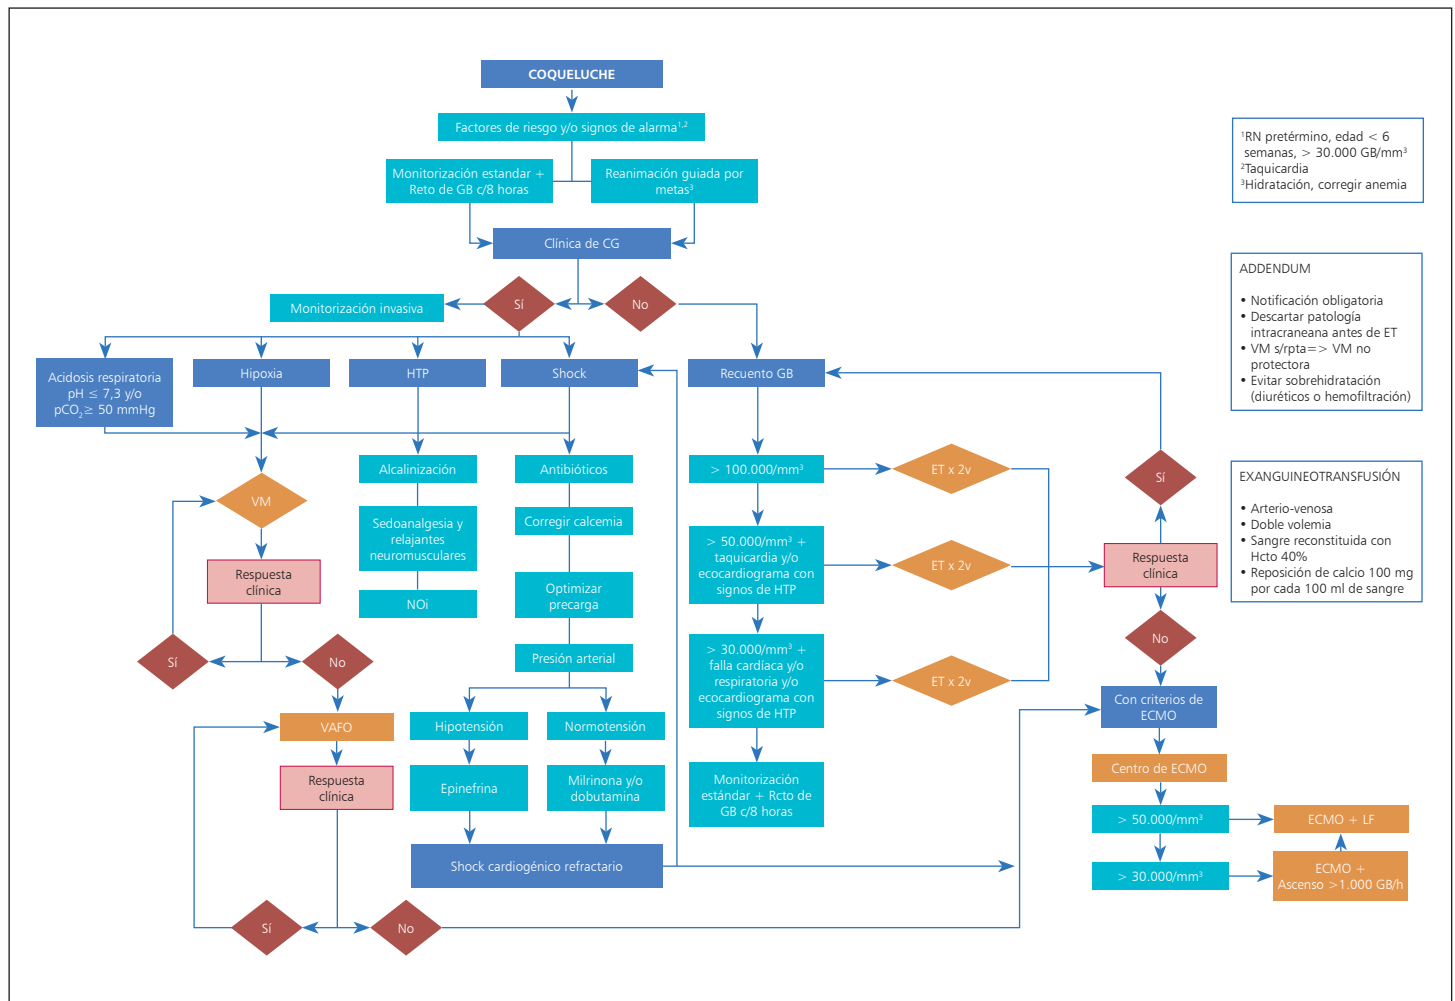 COQUELUCHE
Factores de riesgo y/o signos de alarma¹,²
Monitorización estandar +
Reto de GB c/8 horas
Reanimación guiada por
metas³
Clínica de CG
Monitorización invasiva
Sí
No
Acidosis respiratoria
pH ≤ 7,3 y/o
pCO₂≥ 50 mmHg
Hipoxia
HTP
Shock
Recuento GB
VM
Respuesta
clínica
Sí
No
VAFO
Respuesta
clínica
Sí
No
Alcalinización
Sedoanalgesia y
relajantes
neuromusculares
NOi
Antibióticos
Corregir calcemia
Optimizar
precarga
Presión arterial
Hipotensión
Normotensión
Epinefrina
Milrinona y/o
dobutamina
Shock cardiogénico refractario
> 100.000/mm³
ET x 2v
> 50.000/mm³ +
taquicardia y/o
ecocardiograma con
signos de HTP
ET x 2v
> 30.000/mm³ +
falla cardíaca y/o
respiratoria y/o
ecocardiograma con
signos de HTP
ET x 2v
Monitorización
estándar + Rcto de
GB c/8 horas
Sí
Respuesta
clínica
No
Con criterios de
ECMO
Centro de ECMO
> 50.000/mm³
ECMO + LF
> 30.000/mm³
ECMO +
Ascenso >1.000 GB/h
¹RN pretérmino, edad < 6
semanas, > 30.000 GB/mm³
²Taquicardia
³Hidratación, corregir anemia
ADDENDUM
• Notificación obligatoria
• Descartar patología
intracraneana antes de ET
• VM s/rpta=> VM no
protectora
• Evitar sobrehidratación
(diuréticos o hemofiltración)
EXANGUINEOTRANSFUSIÓN
• Arterio-venosa
• Doble volemia
• Sangre reconstituida con
Hcto 40%
• Reposición de calcio 100 mg
por cada 100 ml de sangre